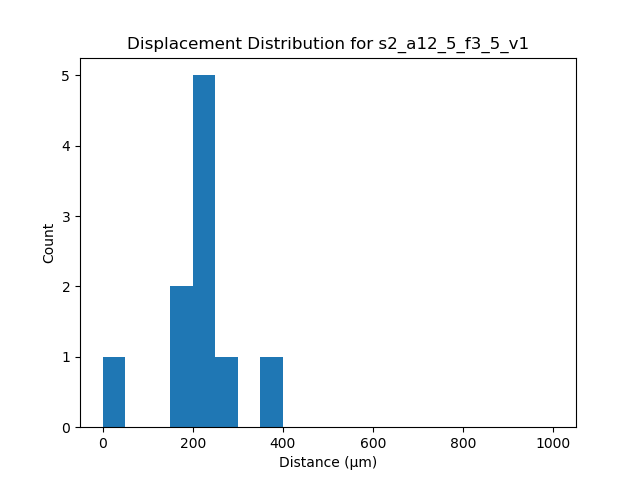 Displacement Distribution for s2_a12_5_f3_5_v1
5
4
3
2
1
0
Count
0 200 400 600 800 1000
Distance (μm)